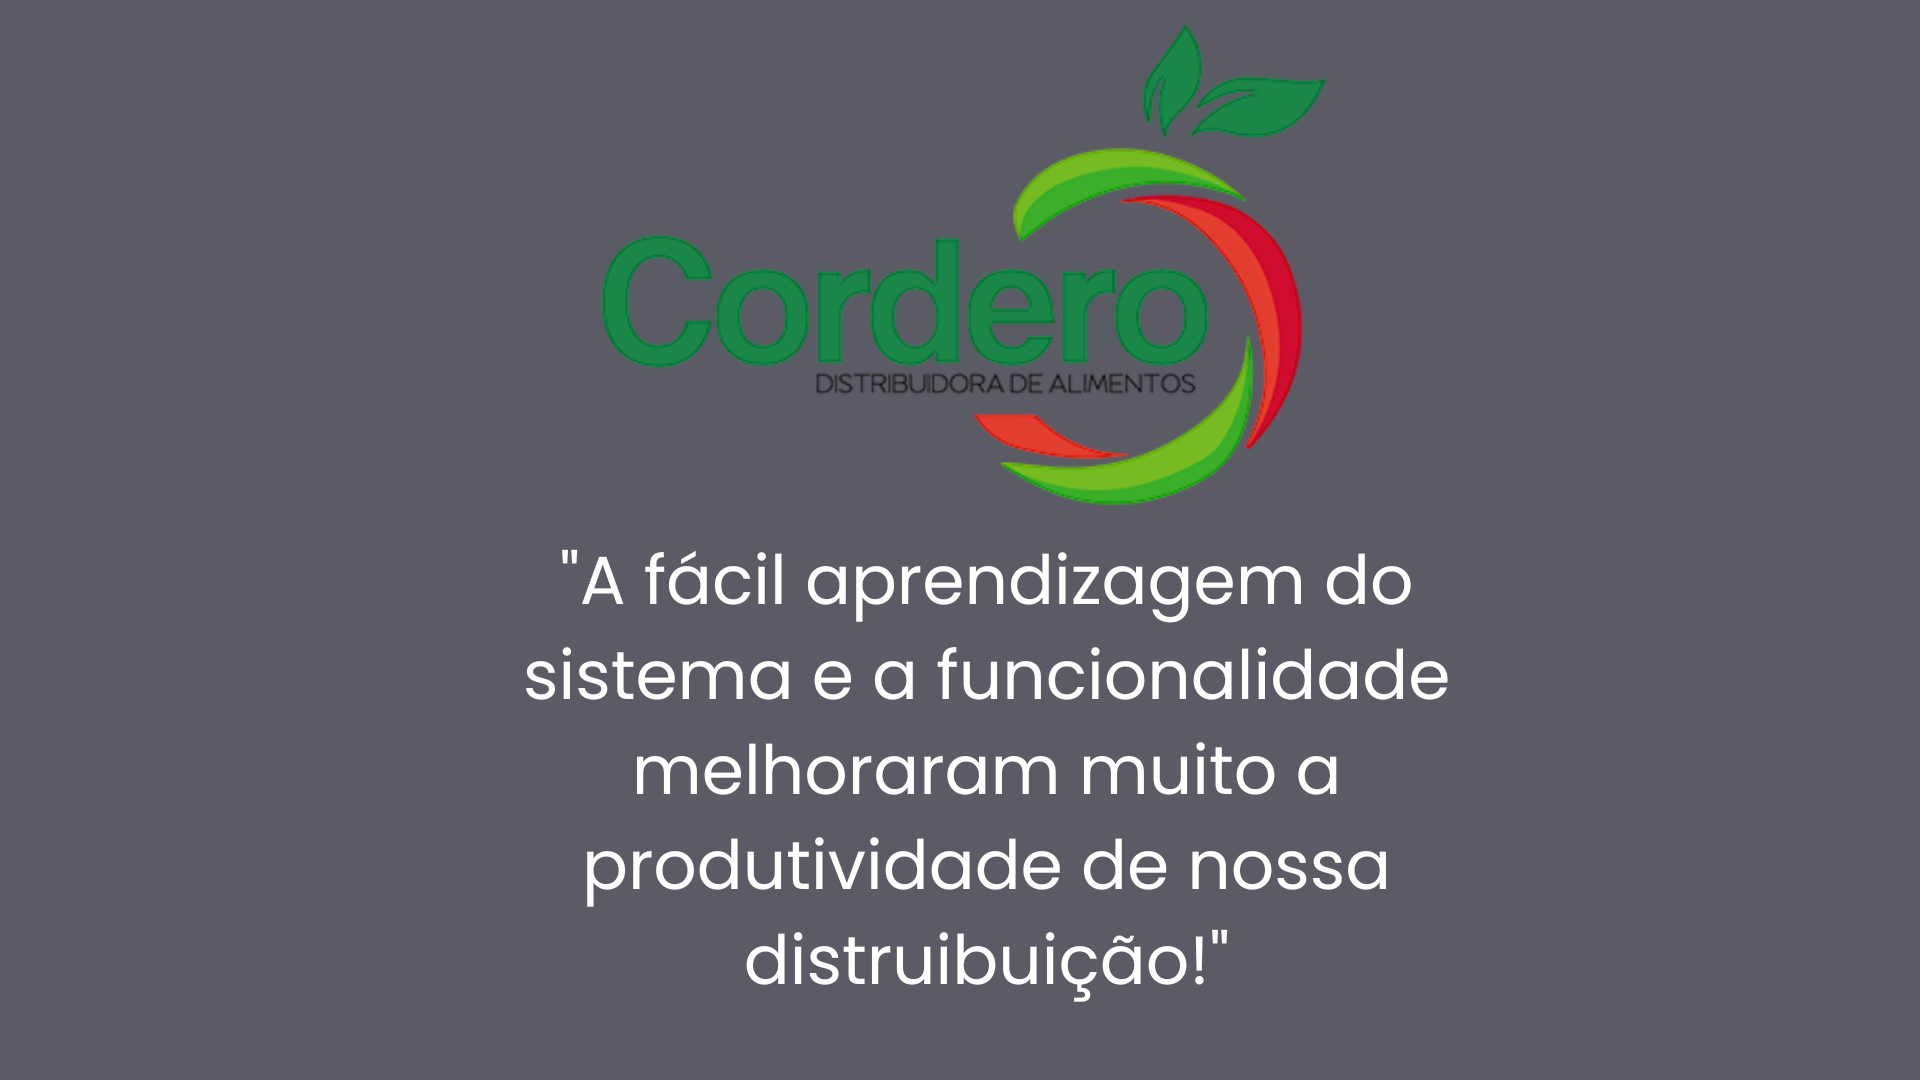 Cordero
DISTRIBUIDORA DE ALIMENTOS
"A fácil aprendizagem do
sistema e a funcionalidade
melhoraram muito a
produtividade de nossa
distruibuição!"